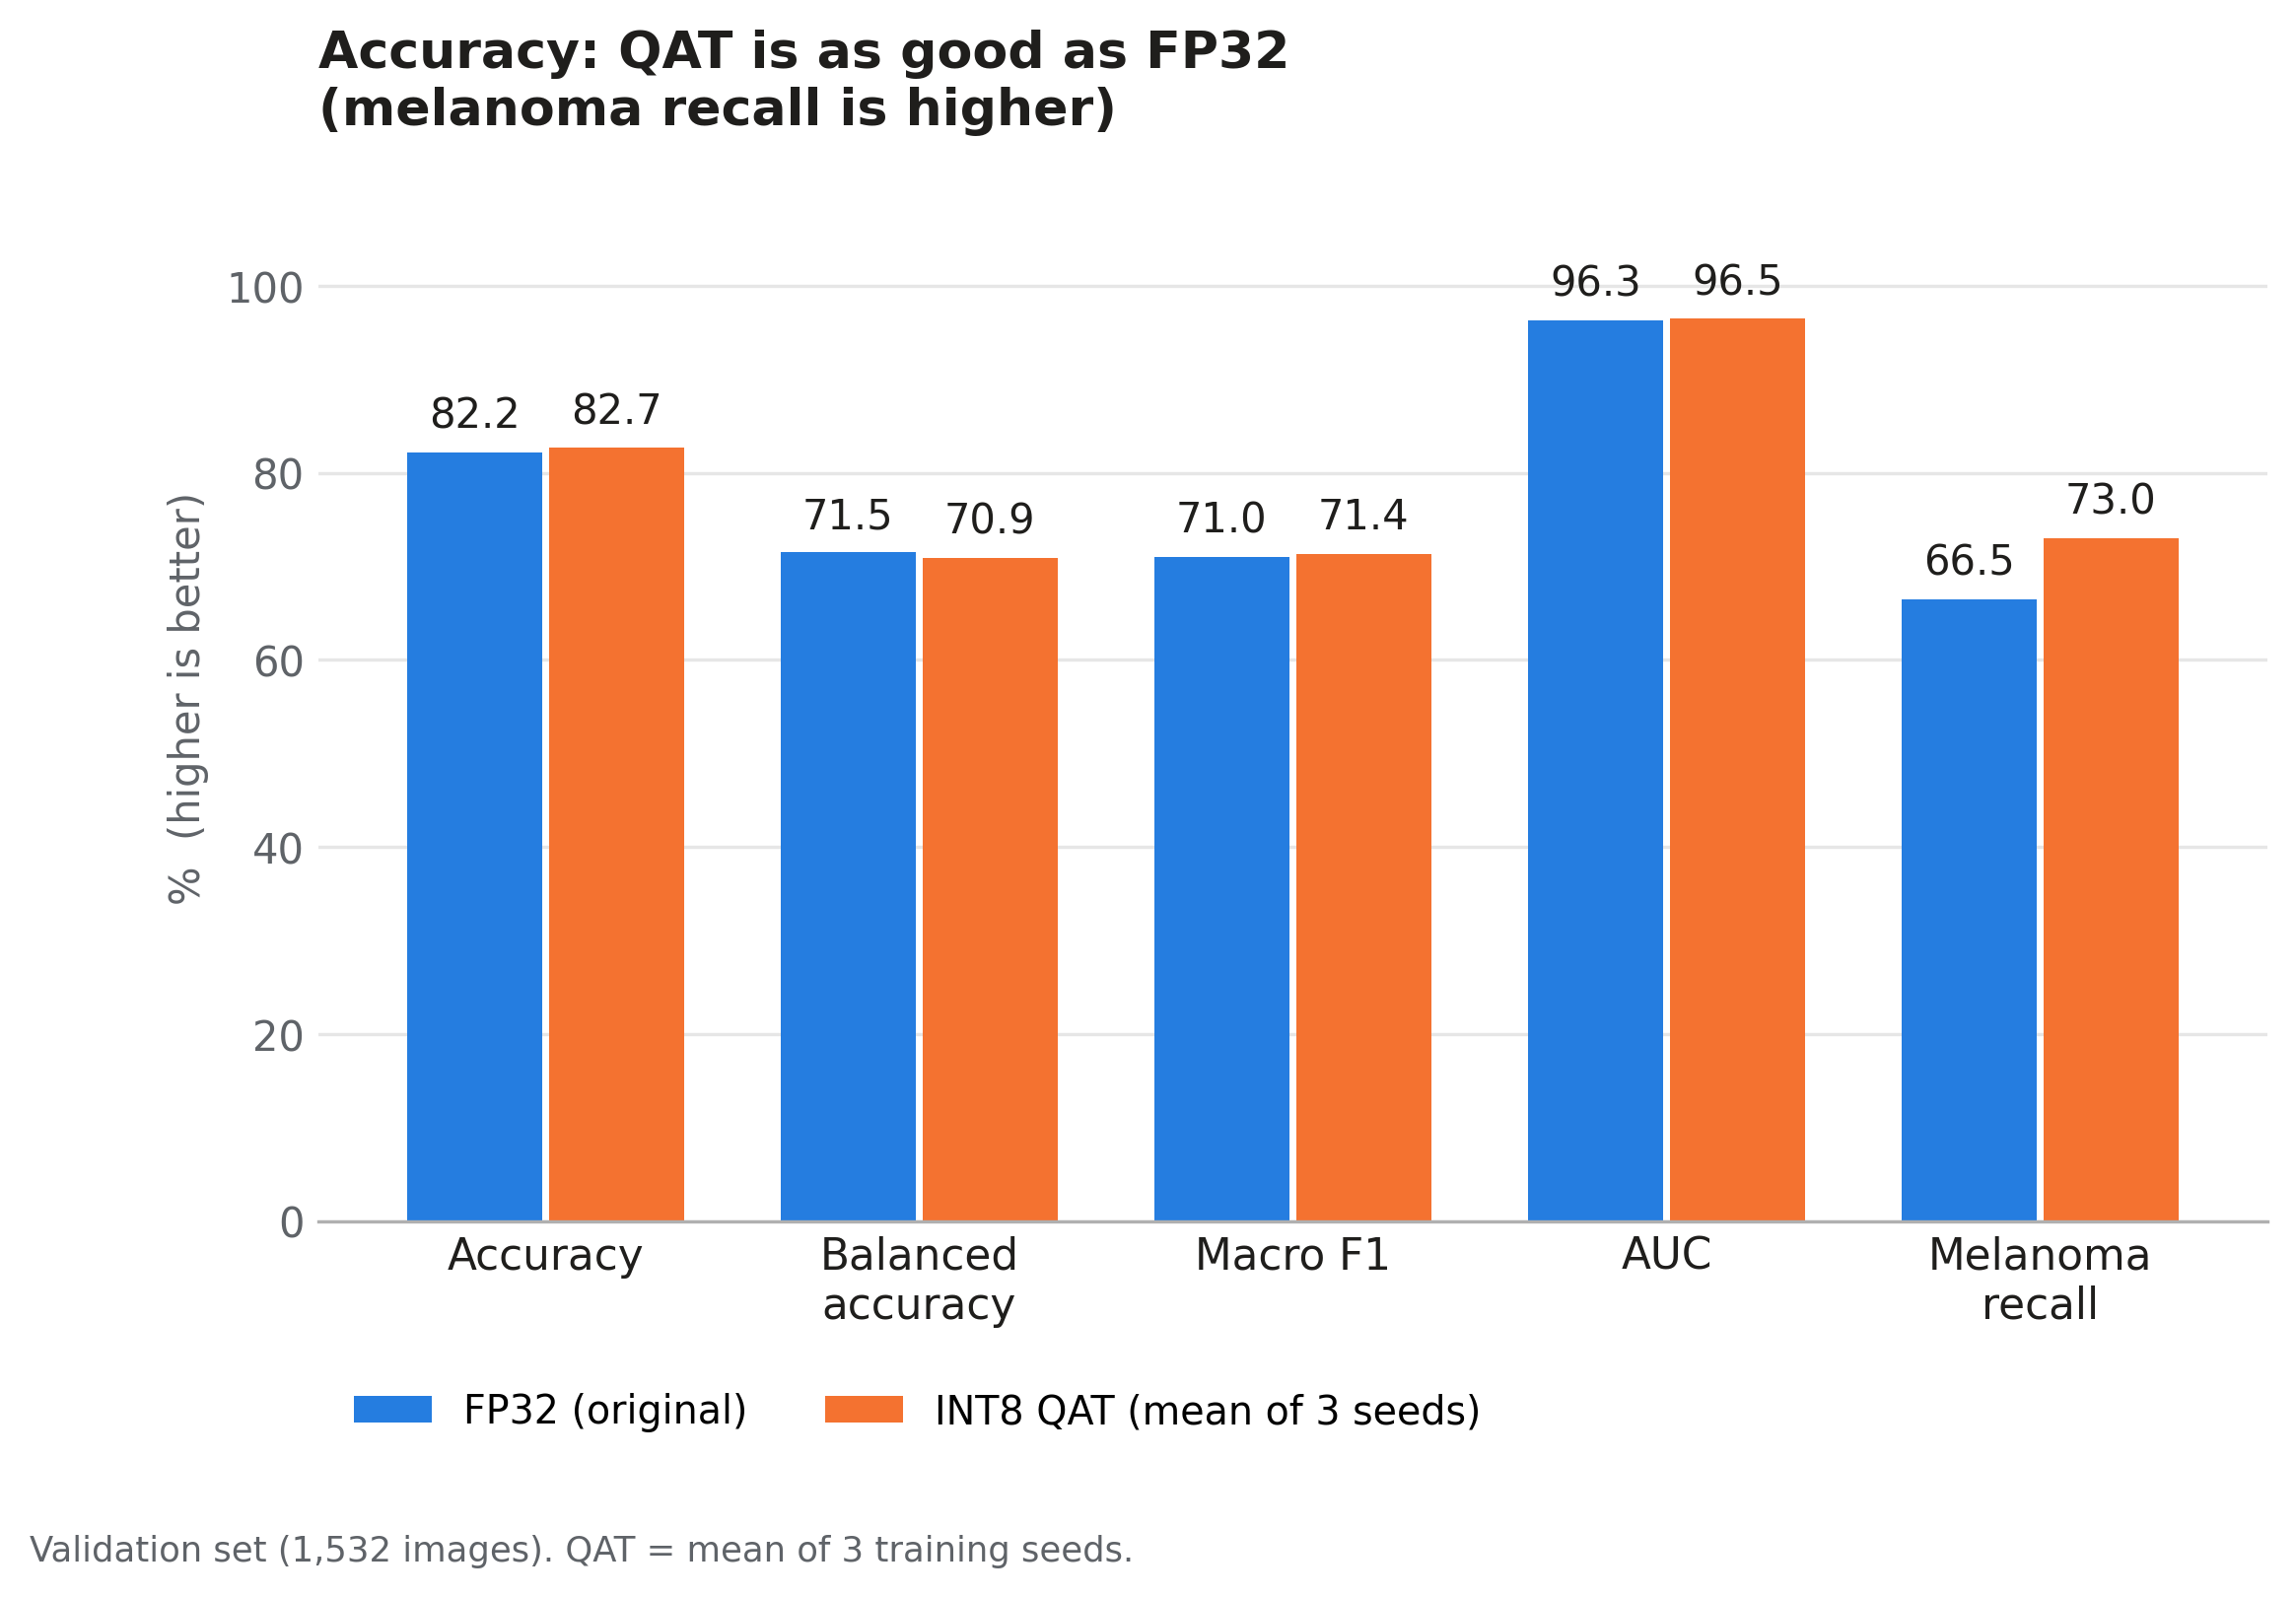 Accuracy: QAT is as good as FP32
(melanoma recall is higher)
% (higher is better)
100
80
60
40
20
0
82.2
82.7
71.5
70.9
71.0
71.4
96.3
96.5
66.5
73.0
Accuracy
Balanced
accuracy
Macro F1
AUC
Melanoma
recall
FP32 (original)
INT8 QAT (mean of 3 seeds)
Validation set (1,532 images). QAT = mean of 3 training seeds.